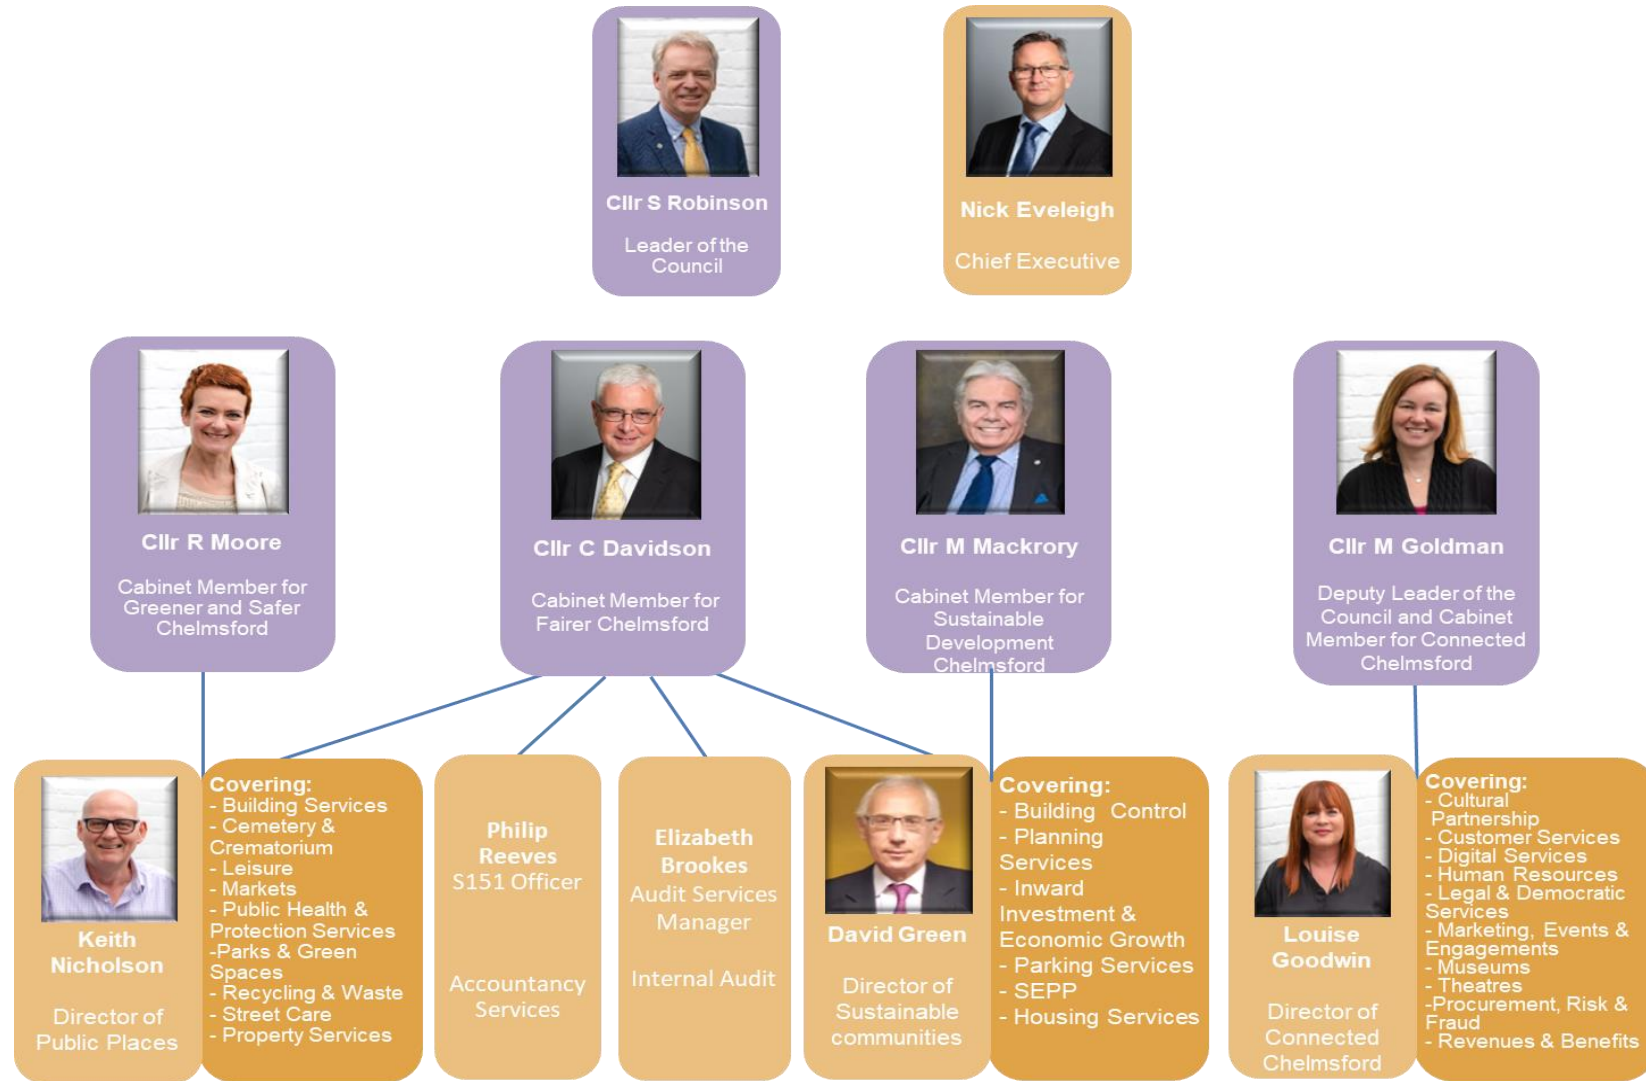 Cllr S Robinson
Leader of the
Council
Nick Eveleigh
Chief Executive
Cllr R Moore
Cabinet Member for
Greener and Safer
Chelmsford
Cllr C Davidson
Cabinet Member for
Fairer Chelmsford
Cllr M Mackrory
Cabinet Member for
Sustainable
Development
Chelmsford
Cllr M Goldman
Deputy Leader of the
Council and Cabinet
Member for Connected
Chelmsford
Keith
Nicholson
Director of
Public Places
Covering:
- Building Services
- Cemetery &
Crematorium
- Leisure
- Markets
- Public Health &
Protection Services
-Parks & Green
Spaces
- Recycling & Waste
- Street Care
- Property Services
Philip
Reeves
S151 Officer
Accountancy
Services
Elizabeth
Brookes
Audit Services
Manager
Internal Audit
David Green
Director of
Sustainable
communities
Covering:
- Building Control
- Planning
Services
- Inward
Investment &
Economic Growth
- Parking Services
- SEPP
- Housing Services
Louise
Goodwin
Director of
Connected
Chelmsford
Covering:
- Cultural
Partnership
- Customer Services
- Digital Services
- Human Resources
- Legal & Democratic
Services
- Marketing, Events &
Engagements
- Museums
- Theatres
-Procurement, Risk &
Fraud
- Revenues & Benefits